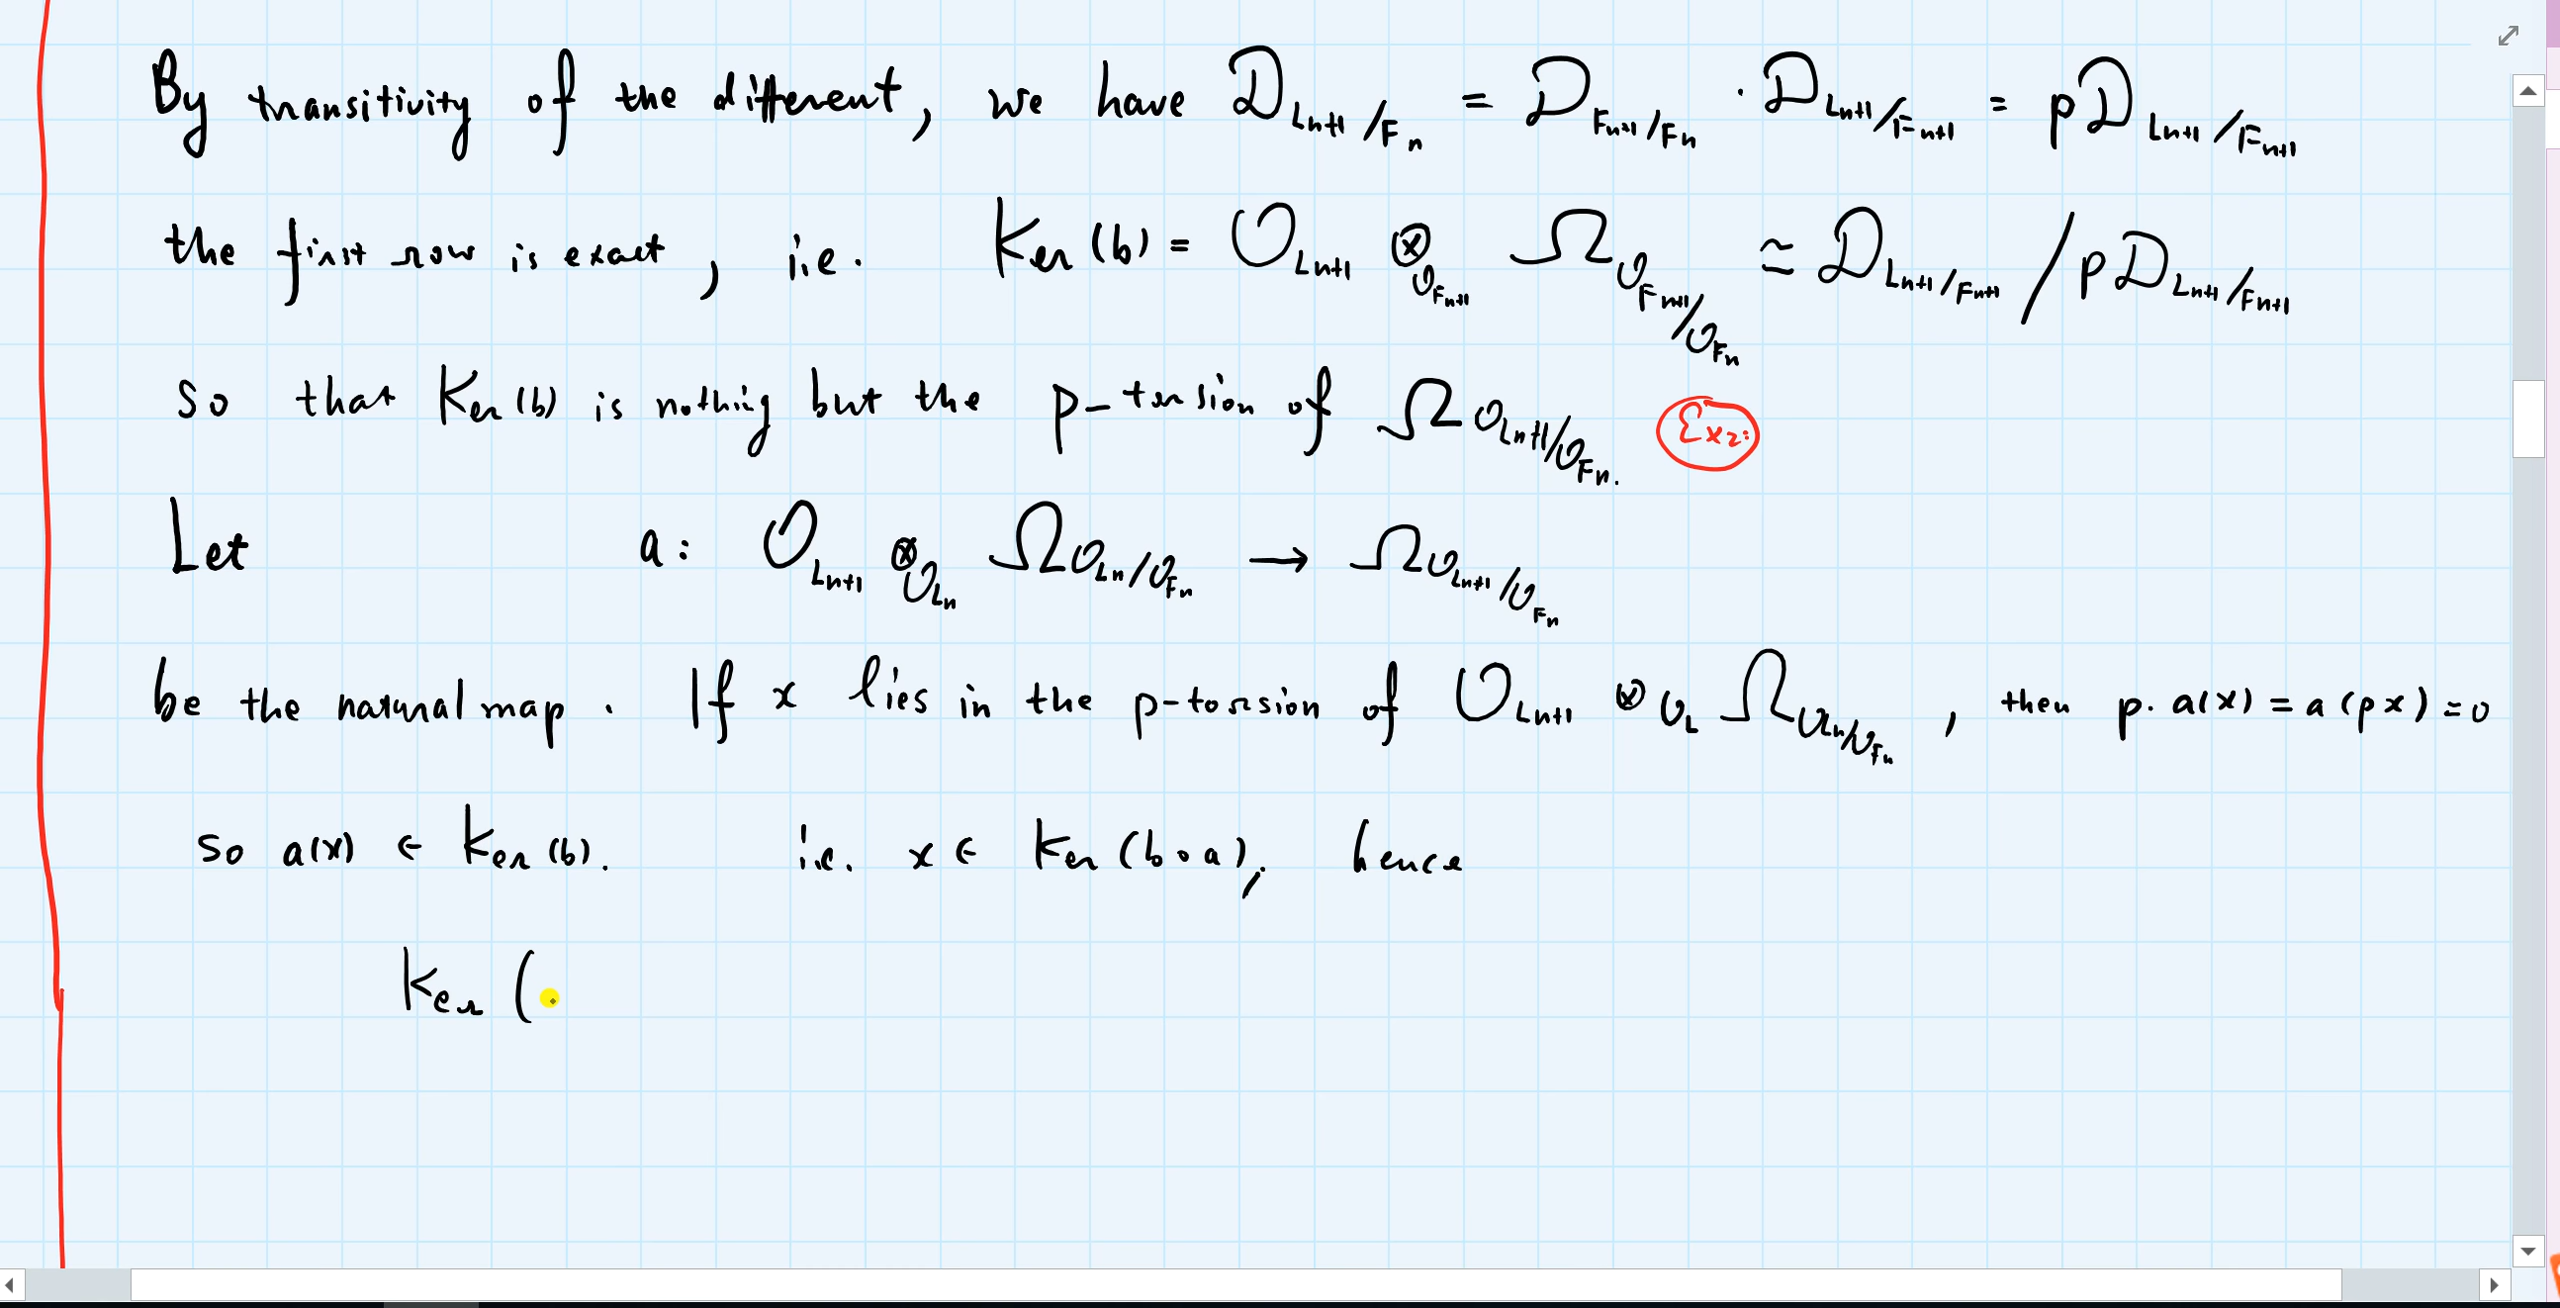 By transitivity of the different, we have 𝒟_{L_{n+1}/F_n} = 𝒟_{F_{n+1}/F_n} · 𝒟_{L_{n+1}/F_{n+1}} = p𝒟_{L_{n+1}/F_{n+1}}
the first row is exact, i.e. Ker(b) = O_{L_{n+1}} ⊗_{O_{F_{n+1}}} Ω_{O_{F_{n+1}}/O_{F_n}} ≃ 𝒟_{L_{n+1}/F_{n+1}} / p𝒟_{L_{n+1}/F_{n+1}}
so that Ker(b) is nothing but the p-torsion of Ω_{O_{L_{n+1}}/O_{F_n}}. Ex2:
Let a: O_{L_{n+1}} ⊗_{O_{L_n}} Ω_{O_{L_n}/O_{F_n}} → Ω_{O_{L_{n+1}}/O_{F_n}}
be the natural map. If x lies in the p-torsion of O_{L_{n+1}} ⊗_{O_L} Ω_{O_{L_n}/O_{F_n}}, then p·a(x) = a(px) = 0
so a(x) ∈ Ker(b). i.e. x ∈ Ker(b∘a), hence
Ker (